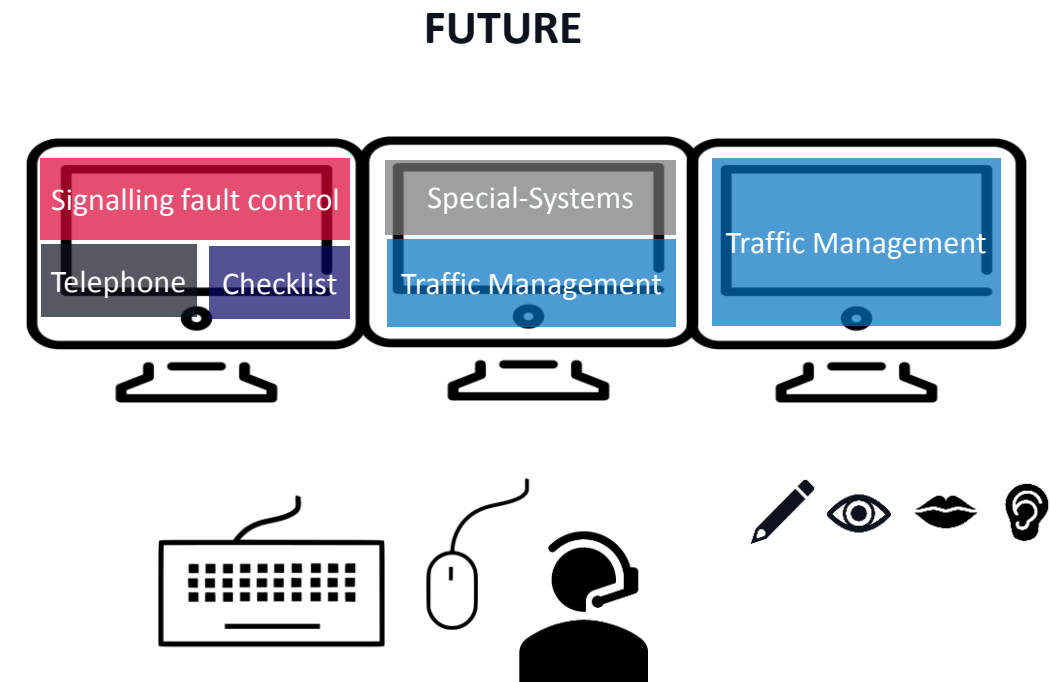 FUTURE
Signalling fault control
Telephone
Checklist
Special-Systems
Traffic Management
Traffic Management